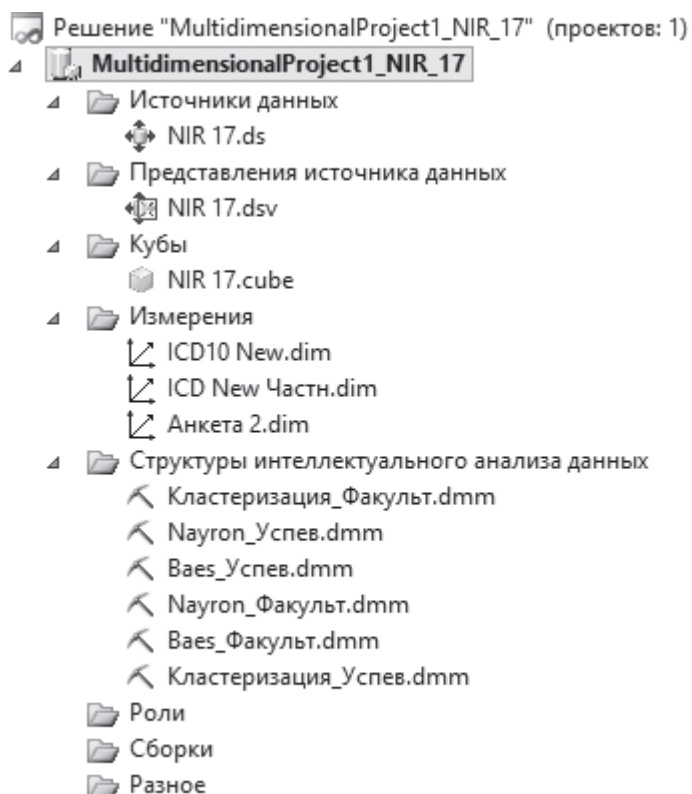 Решение "MultidimensionalProject1_NIR_17" (проектов: 1)
MultidimensionalProject1_NIR_17
Источники данных
NIR 17.ds
Представления источника данных
NIR 17.dsv
Кубы
NIR 17.cube
Измерения
ICD10 New.dim
ICD New Частн.dim
Анкета 2.dim
Структуры интеллектуального анализа данных
Кластеризация_Факульт.dmm
Nayron_Успев.dmm
Baes_Успев.dmm
Nayron_Факульт.dmm
Baes_Факульт.dmm
Кластеризация_Успев.dmm
Роли
Сборки
Разное